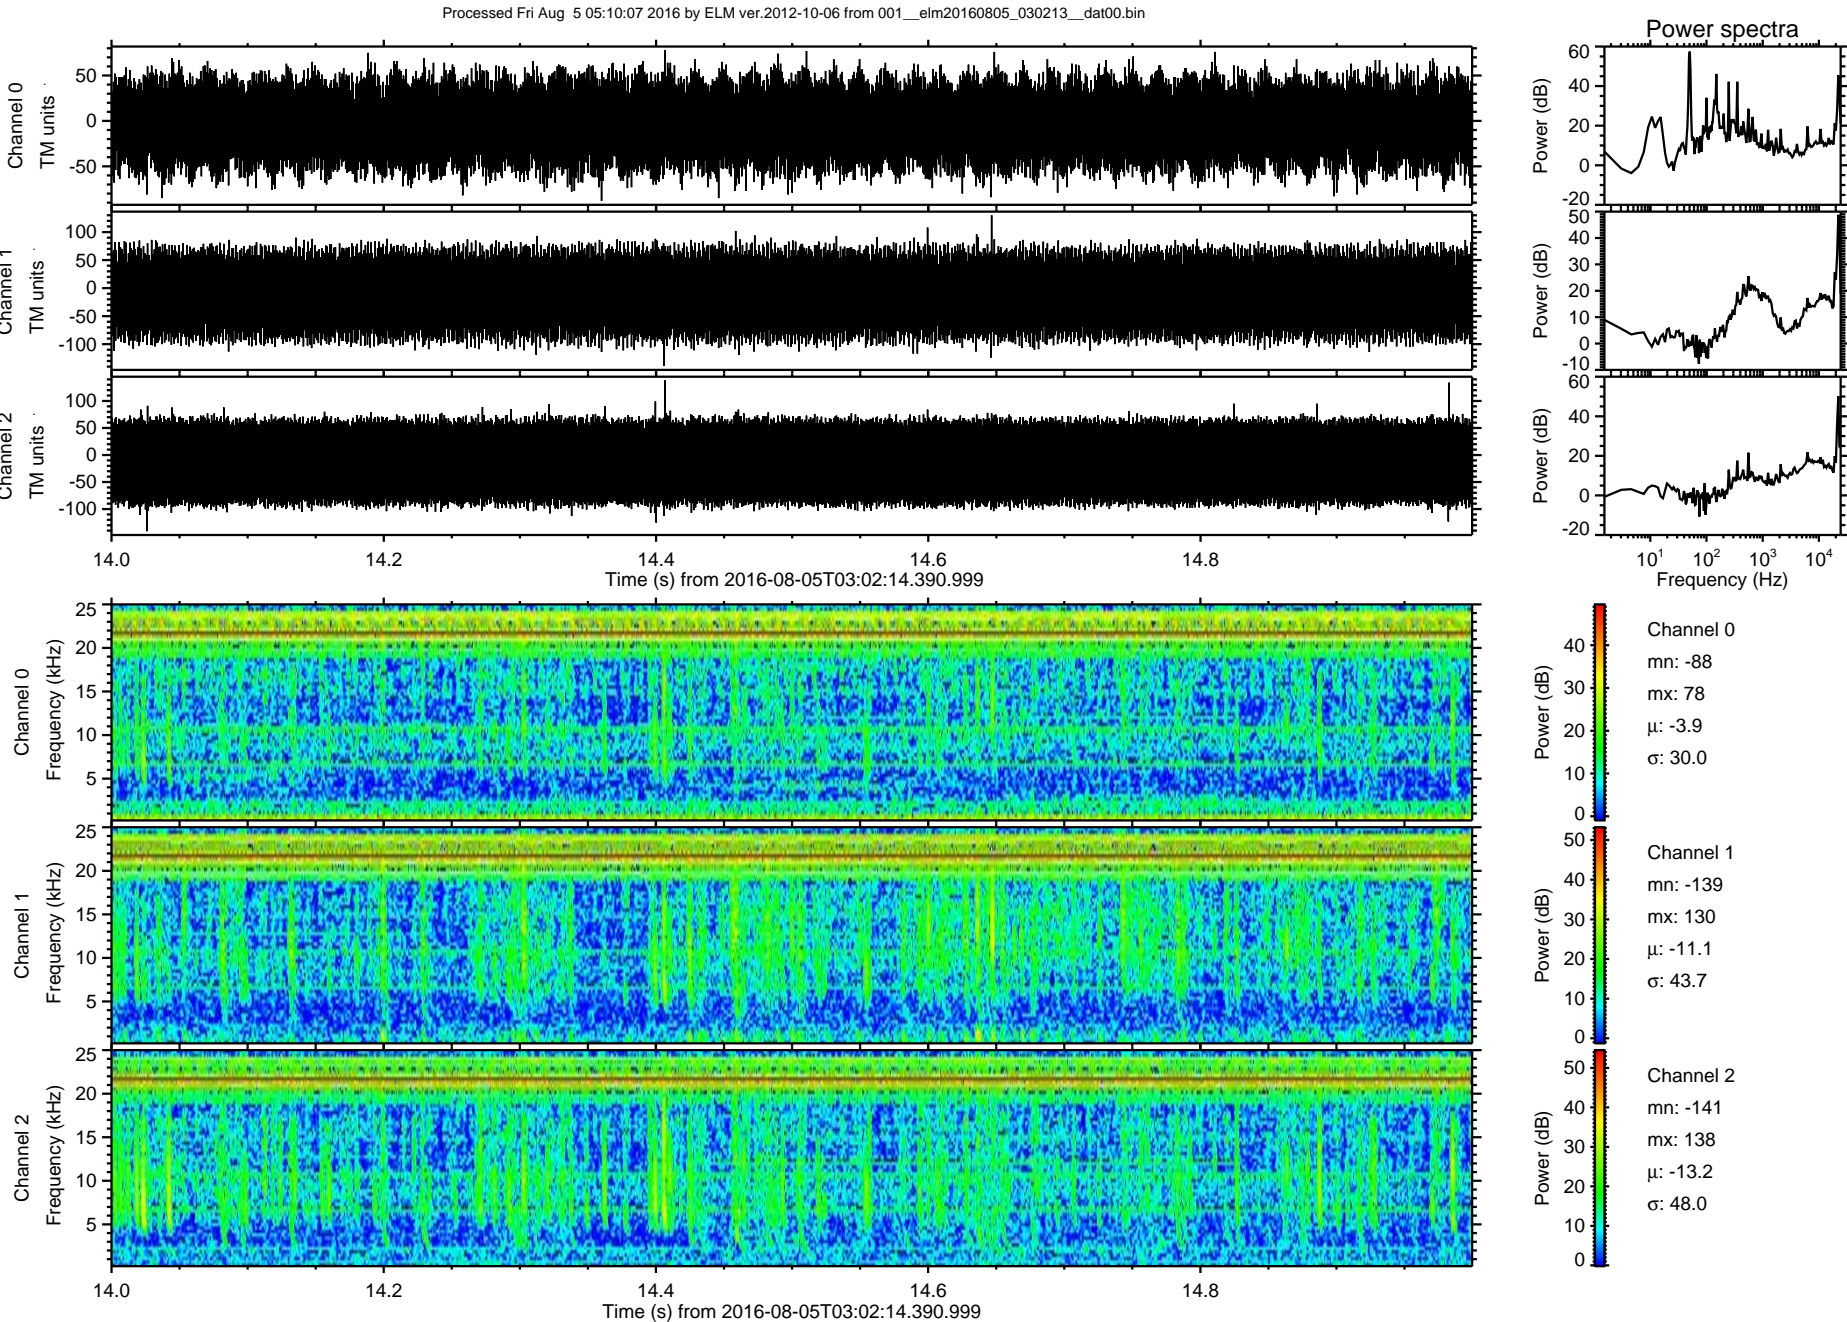 Processed Fri Aug  5 05:10:07 2016 by ELM ver.2012-10-06 from 001__elm20160805_030213__dat00.bin
Power spectra
Channel 0
TM units
50
0
-50
Power (dB)
60
40
20
0
-20
Channel 1
TM units
100
50
0
-50
-100
Power (dB)
50
40
30
20
10
0
-10
Channel 2
TM units
100
50
0
-50
-100
Power (dB)
60
40
20
0
-20
14.0 14.2 14.4 14.6 14.8
Time (s) from 2016-08-05T03:02:14.390.999
10¹ 10² 10³ 10⁴
Frequency (Hz)
Channel 0
Frequency (kHz)
25
20
15
10
5
Power (dB)
40
30
20
10
0
Channel 0
mn: -88
mx: 78
μ: -3.9
σ: 30.0
Channel 1
Frequency (kHz)
25
20
15
10
5
Power (dB)
50
40
30
20
10
0
Channel 1
mn: -139
mx: 130
μ: -11.1
σ: 43.7
Channel 2
Frequency (kHz)
25
20
15
10
5
Power (dB)
50
40
30
20
10
0
Channel 2
mn: -141
mx: 138
μ: -13.2
σ: 48.0
14.0 14.2 14.4 14.6 14.8
Time (s) from 2016-08-05T03:02:14.390.999